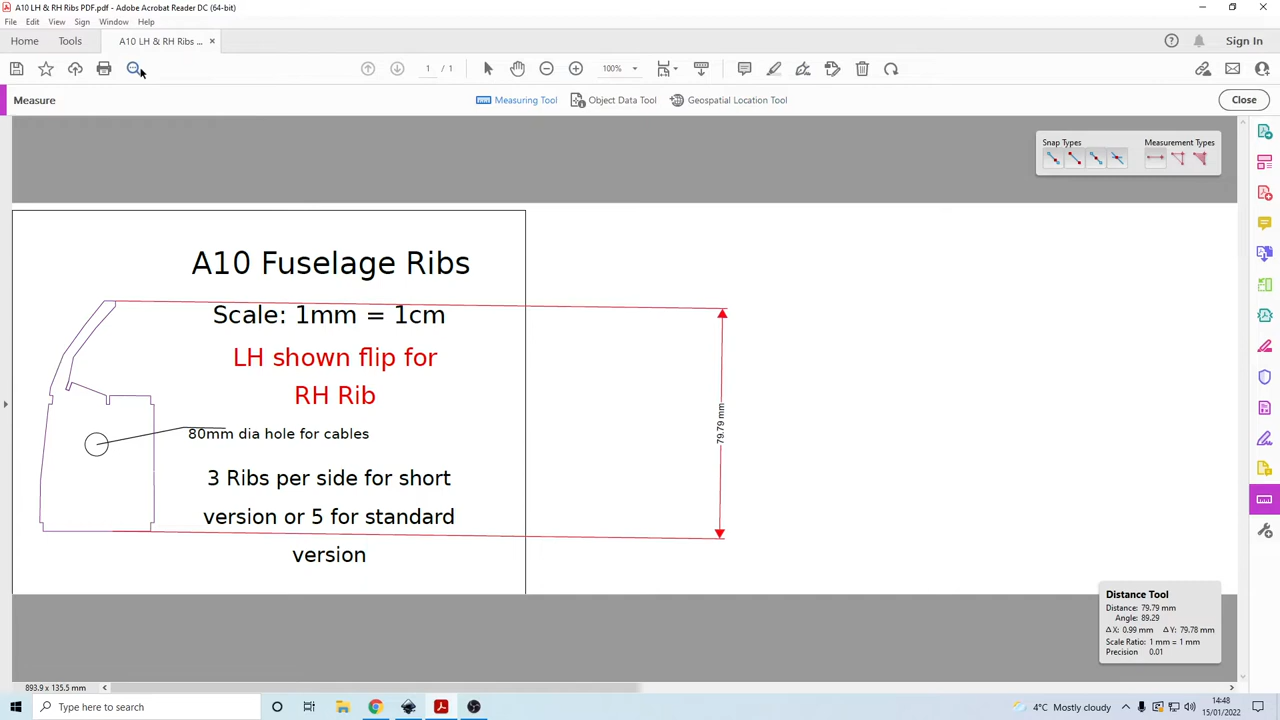 A10 LH & RH Ribs PDF.pdf - Adobe Acrobat Reader DC (64-bit)
File Edit View Sign Window Help
Home Tools A10 LH & RH Ribs ... × Sign In
1 / 1 100%
Measure Measuring Tool Object Data Tool Geospatial Location Tool Close
Snap Types Measurement Types
A10 Fuselage Ribs
Scale: 1mm = 1cm
LH shown flip for
RH Rib
80mm dia hole for cables
3 Ribs per side for short
version or 5 for standard
version
79.79 mm
Distance Tool
Distance: 79.79 mm
Angle: 89.29
Δ X: 0.99 mm Δ Y: 79.78 mm
Scale Ratio: 1 mm = 1 mm
Precision 0.01
893.9 x 135.5 mm
Type here to search 4°C Mostly cloudy 14:48
15/01/2022